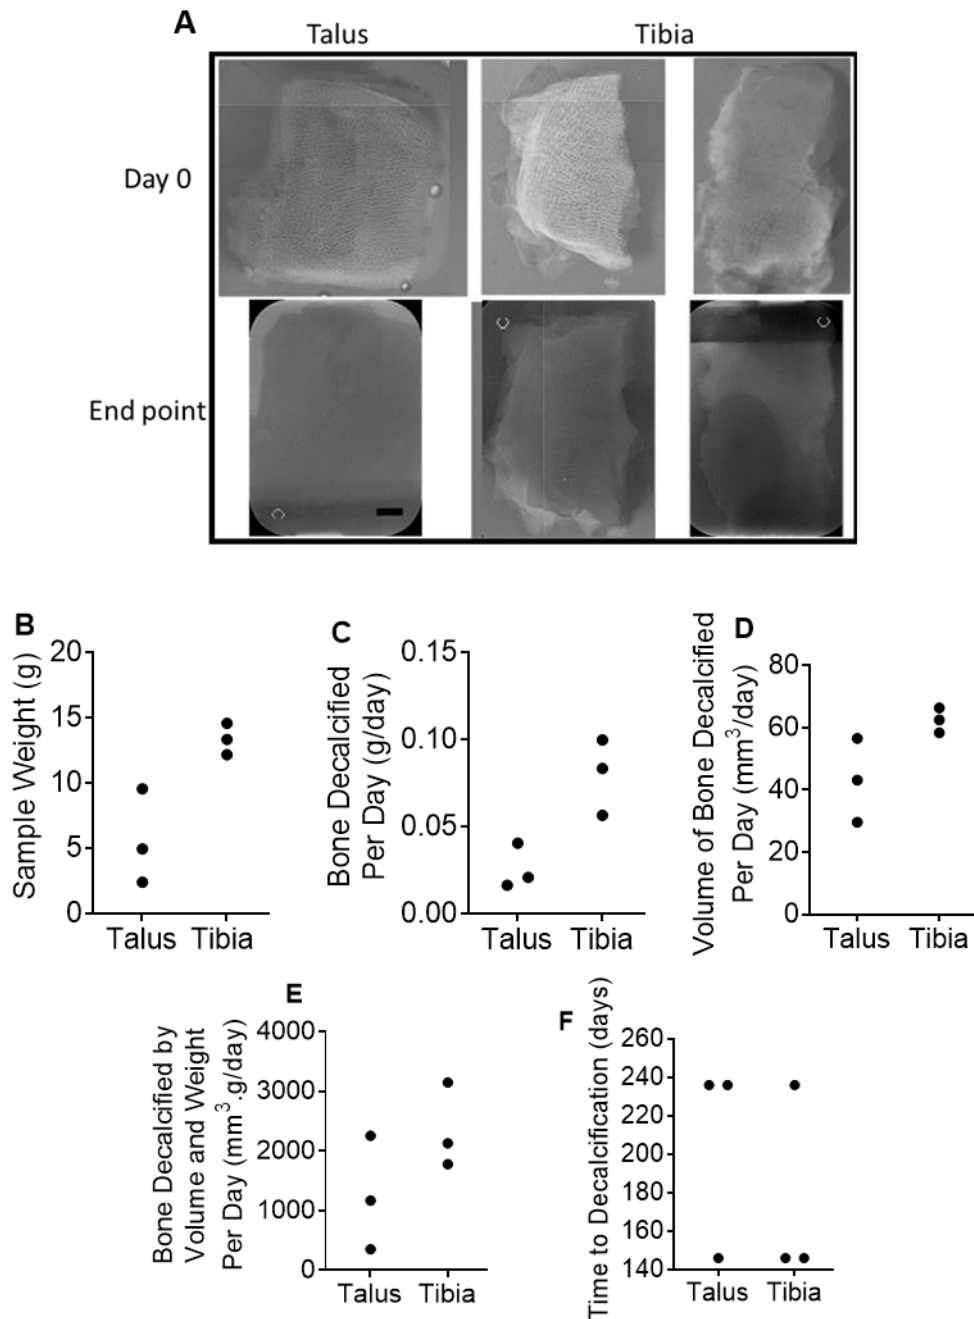 A
Talus Tibia
Day 0
End point
B
Sample Weight (g)
20
15
10
5
0
Talus Tibia
C
Bone Decalcified
Per Day (g/day)
0.15
0.10
0.05
0.00
Talus Tibia
D
Volume of Bone Decalcified
Per Day (mm³/day)
80
60
40
20
0
Talus Tibia
E
Bone Decalcified by
Volume and Weight
Per Day (mm³.g/day)
4000
3000
2000
1000
0
Talus Tibia
F
Time to Decalcification (days)
260
240
220
200
180
160
140
Talus Tibia